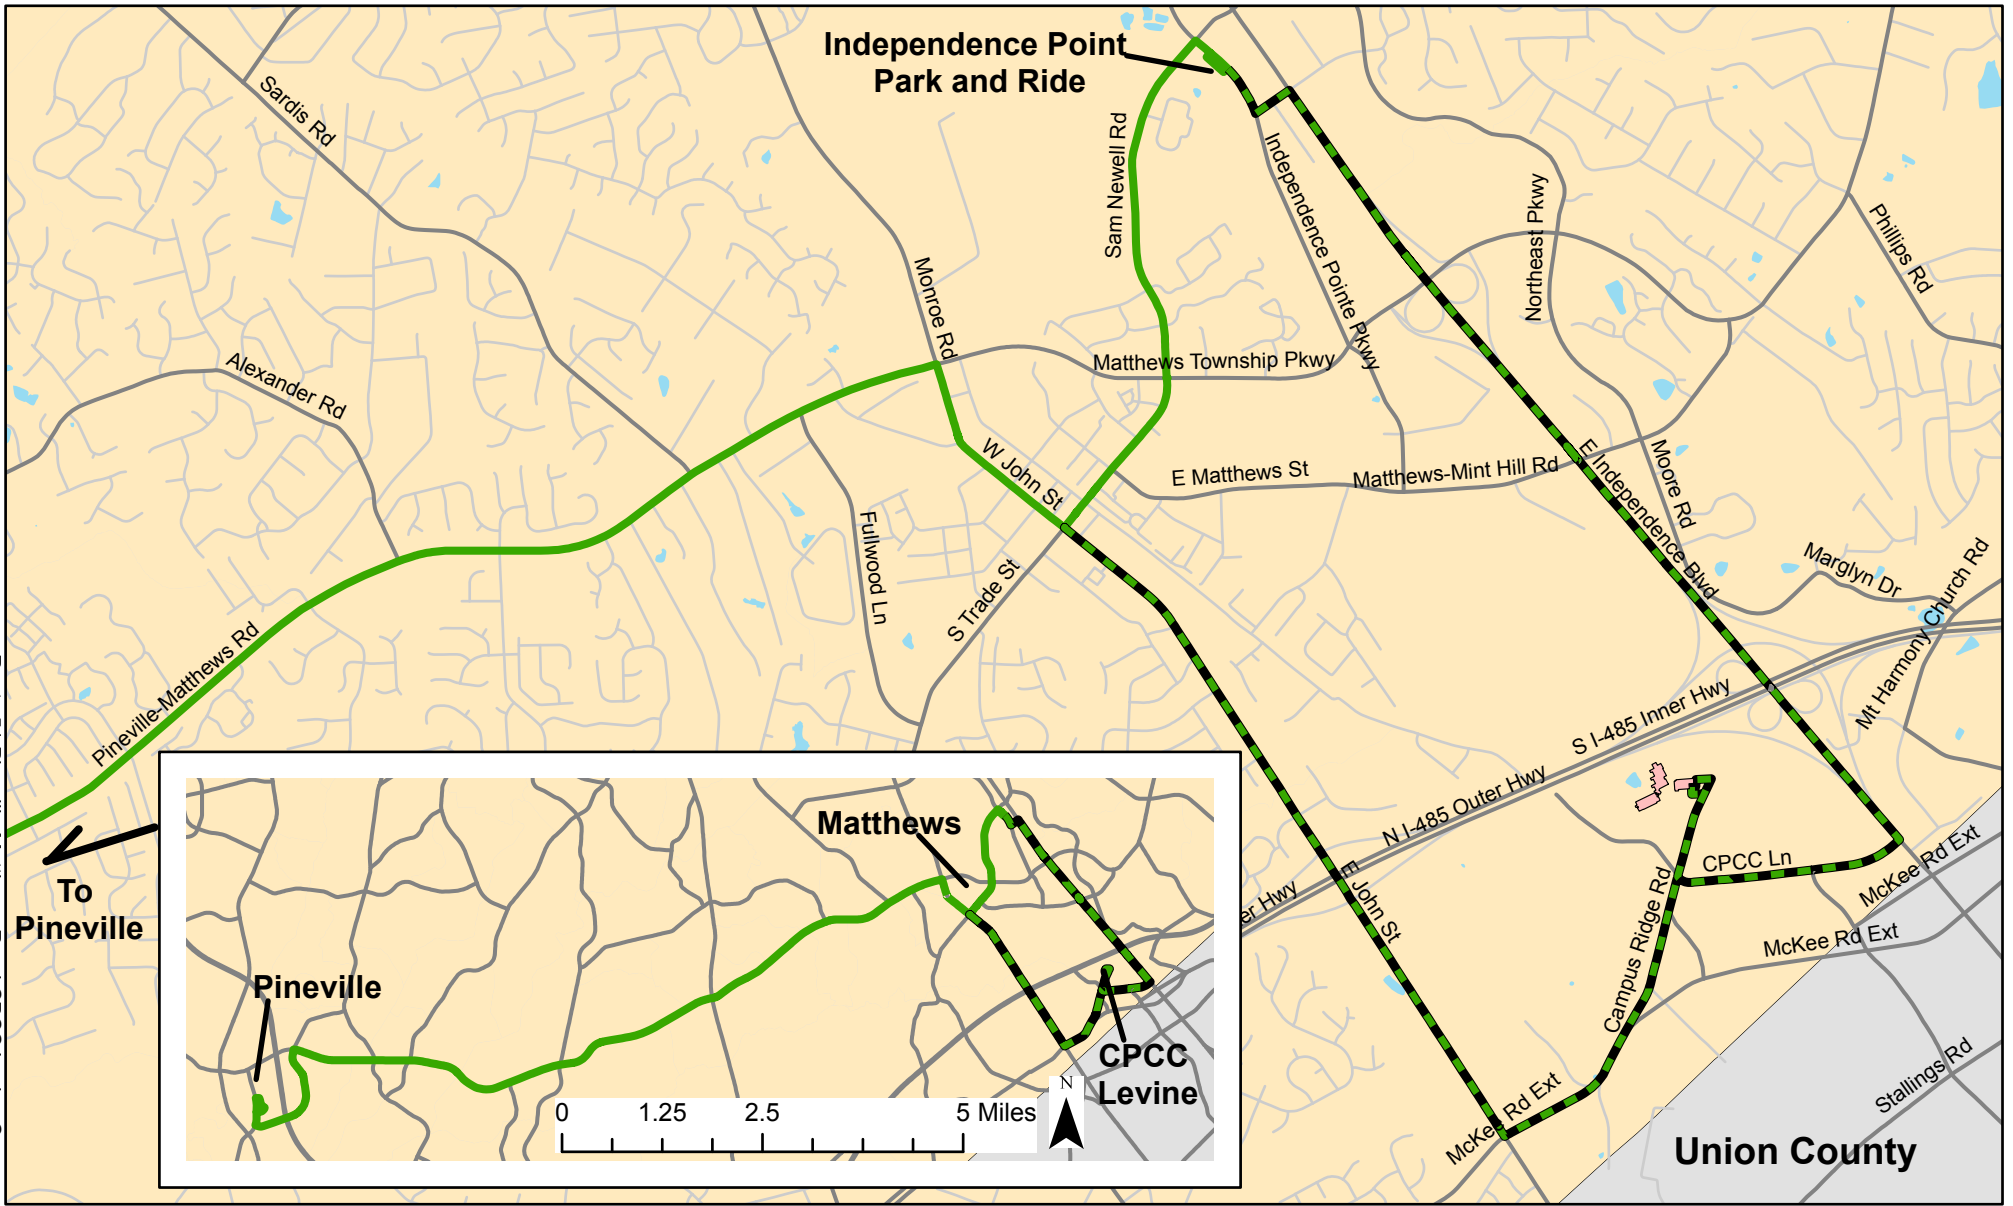 Independence Point
Park and Ride
Sardis Rd
Sam Newell Rd
Independence Pointe Pkwy
Northeast Pkwy
Phillips Rd
Monroe Rd
Matthews Township Pkwy
Alexander Rd
W John St
E Matthews St
Matthews-Mint Hill Rd
E Independence Blvd
Moore Rd
Fullwood Ln
S Trade St
Marglyn Dr
Mt Harmony Church Rd
Pineville-Matthews Rd
S I-485 Inner Hwy
N I-485 Outer Hwy
er Hwy
E John St
CPCC Ln
McKee Rd Ext
McKee Rd Ext
Campus Ridge Rd
McKee Rd Ext
Stallings Rd
Union County
To
Pineville
Matthews
Pineville
CPCC
Levine
N
0 1.25 2.5 5 Miles